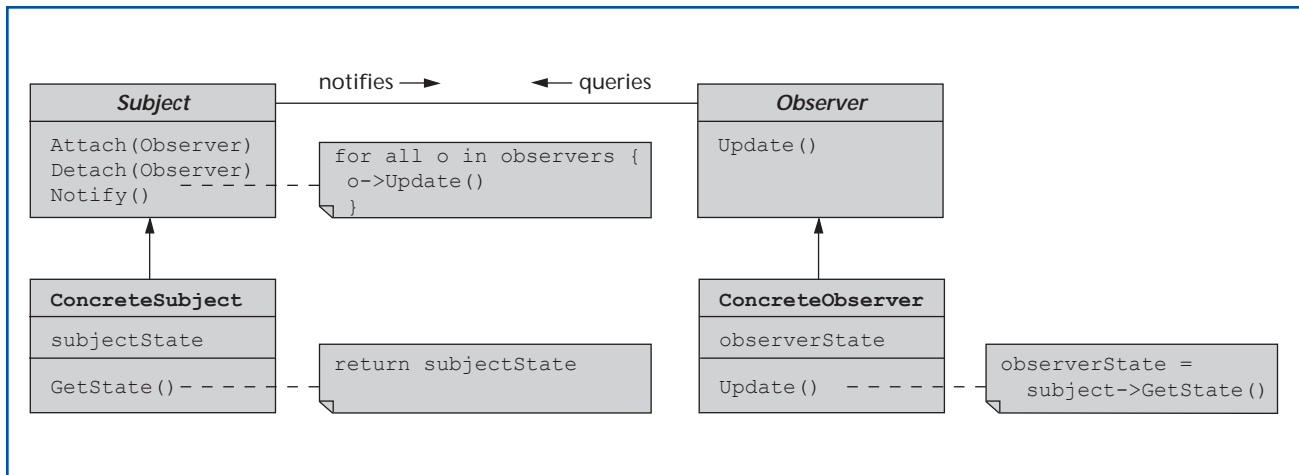 notifies queries
Subject
Attach(Observer)
Detach(Observer)
Notify()
for all o in observers {
o->Update()
}
Observer
Update()
ConcreteSubject
subjectState
GetState()
return subjectState
ConcreteObserver
observerState
Update()
observerState =
subject->GetState()